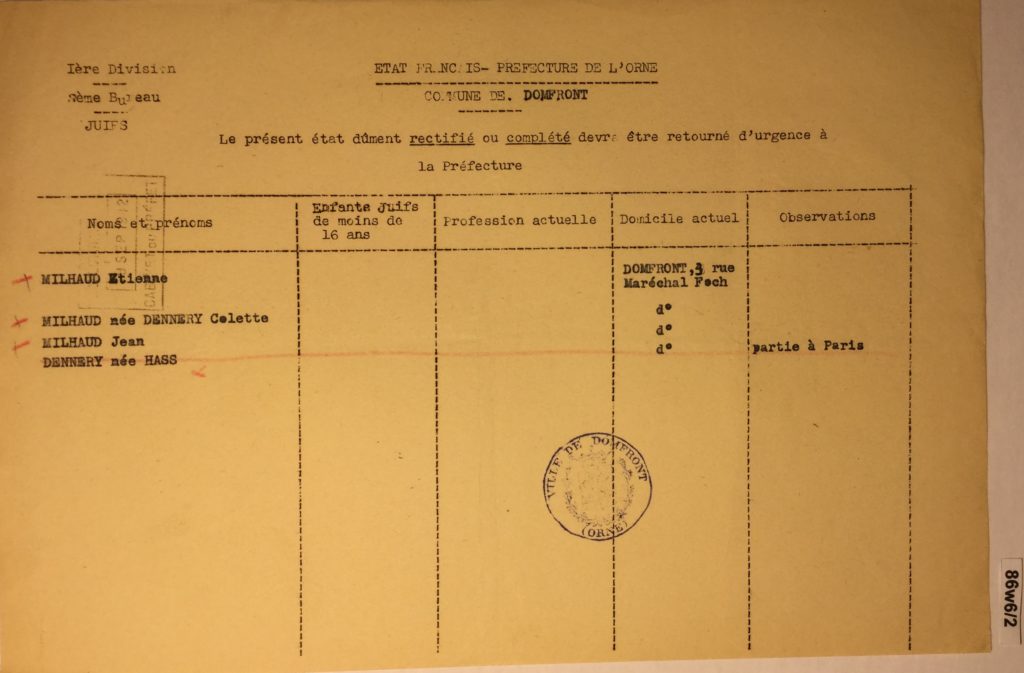 Ière Division
ETAT FRANCAIS- PREFECTURE DE L'ORNE
Bureau
COMMUNE DE. DOMFRONT
JUIFS
Le présent état dûment rectifié ou complété devra être retourné d'urgence à
la Préfecture
Noms et prénoms
Enfants Juifs
de moins de
16 ans
Profession actuelle
Domicile actuel
Observations
MILHAUD Etienne
DOMFRONT, 3, rue
Maréchal Foch
MILHAUD née DENNERY Colette
d°
MILHAUD Jean
d°
DENNERY née HASS
d°
partie à Paris
VILLE DE DOMFRONT
(ORNE)
86w6/2